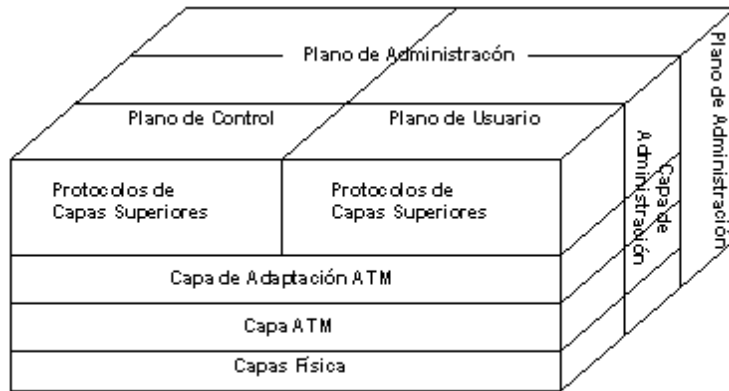 Plano de Administracón
Plano de Control
Plano de Usuario
Protocolos de
Capas Superiores
Protocolos de
Capas Superiores
Capa de Adaptación ATM
Capa ATM
Capas Física
Capa de
Administración
Plano de Administración